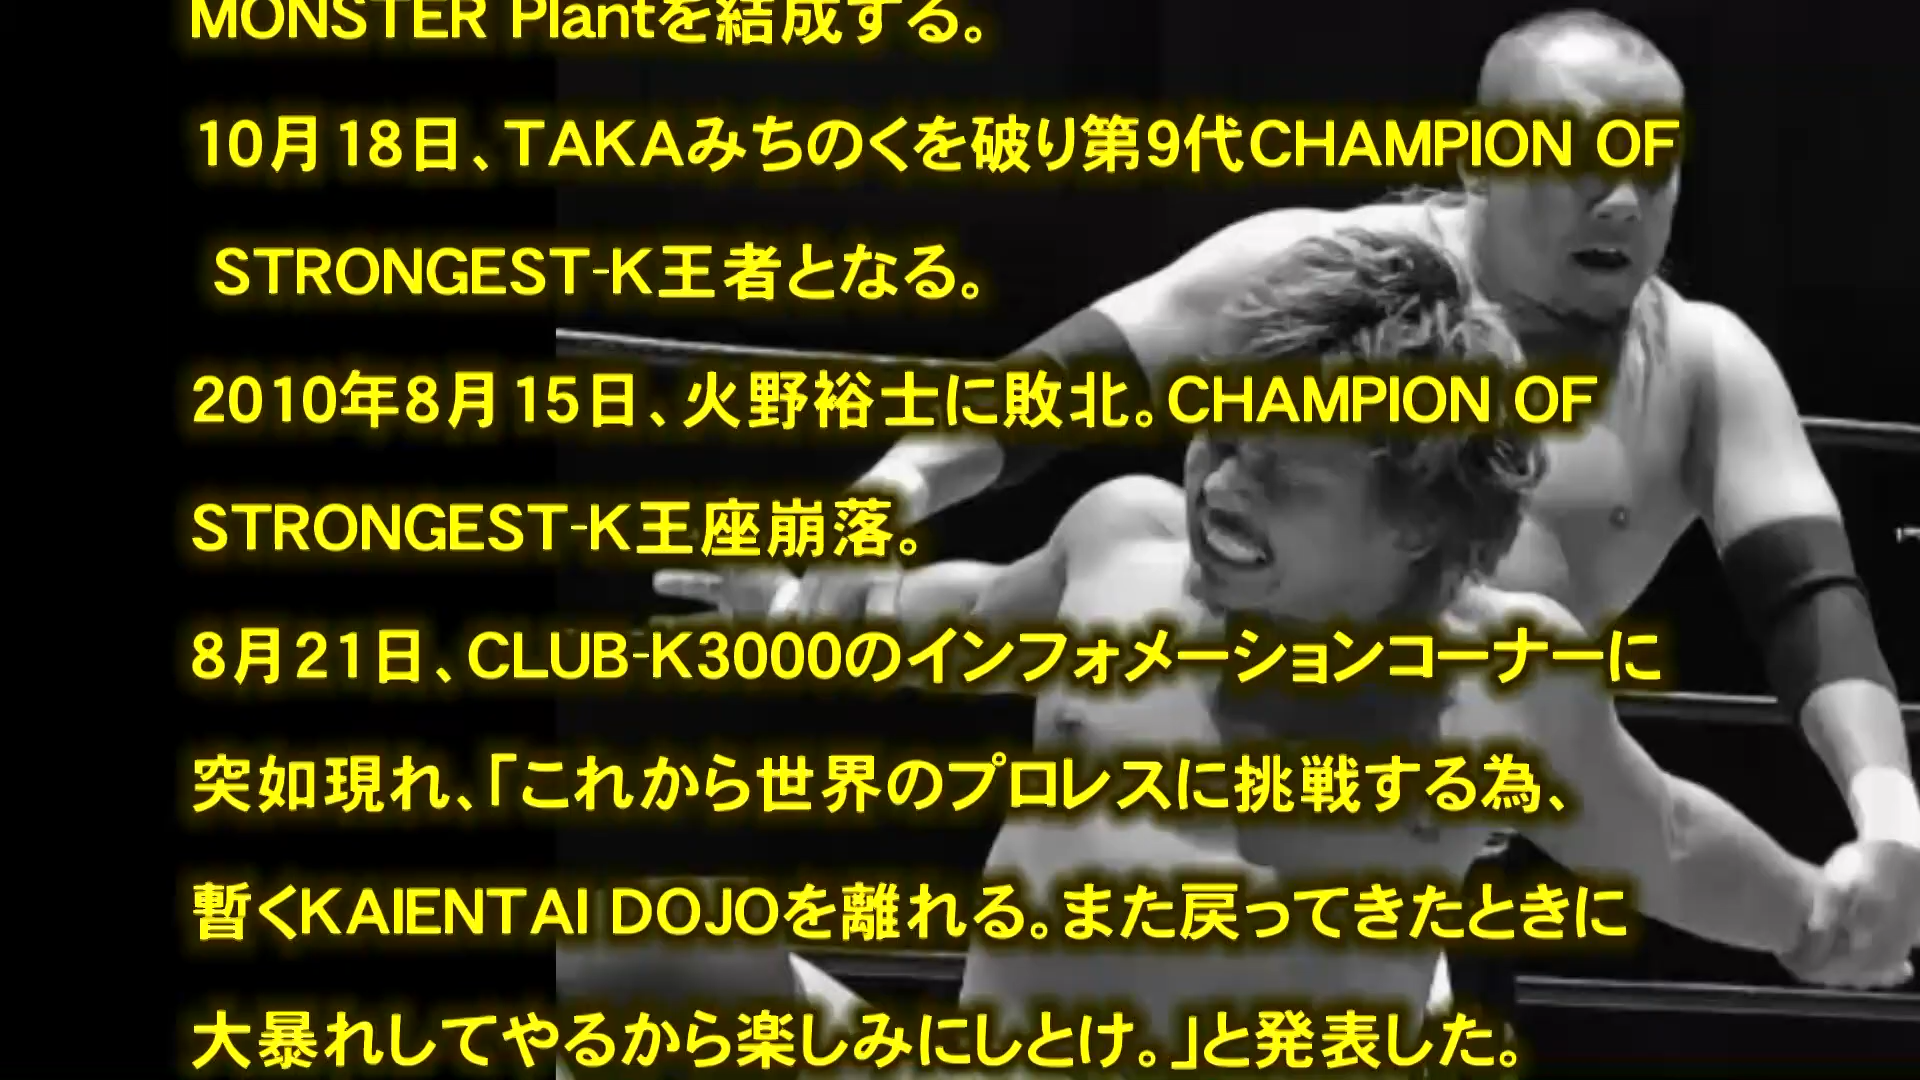 MONSTER Plantを結成する。
10月18日、TAKAみちのくを破り第9代CHAMPION OF
STRONGEST-K王者となる。
2010年8月15日、火野裕士に敗北。CHAMPION OF
STRONGEST-K王座崩落。
8月21日、CLUB-K3000のインフォメーションコーナーに
突如現れ、「これから世界のプロレスに挑戦する為、
暫くKAIENTAI DOJOを離れる。また戻ってきたときに
大暴れしてやるから楽しみにしとけ。」と発表した。